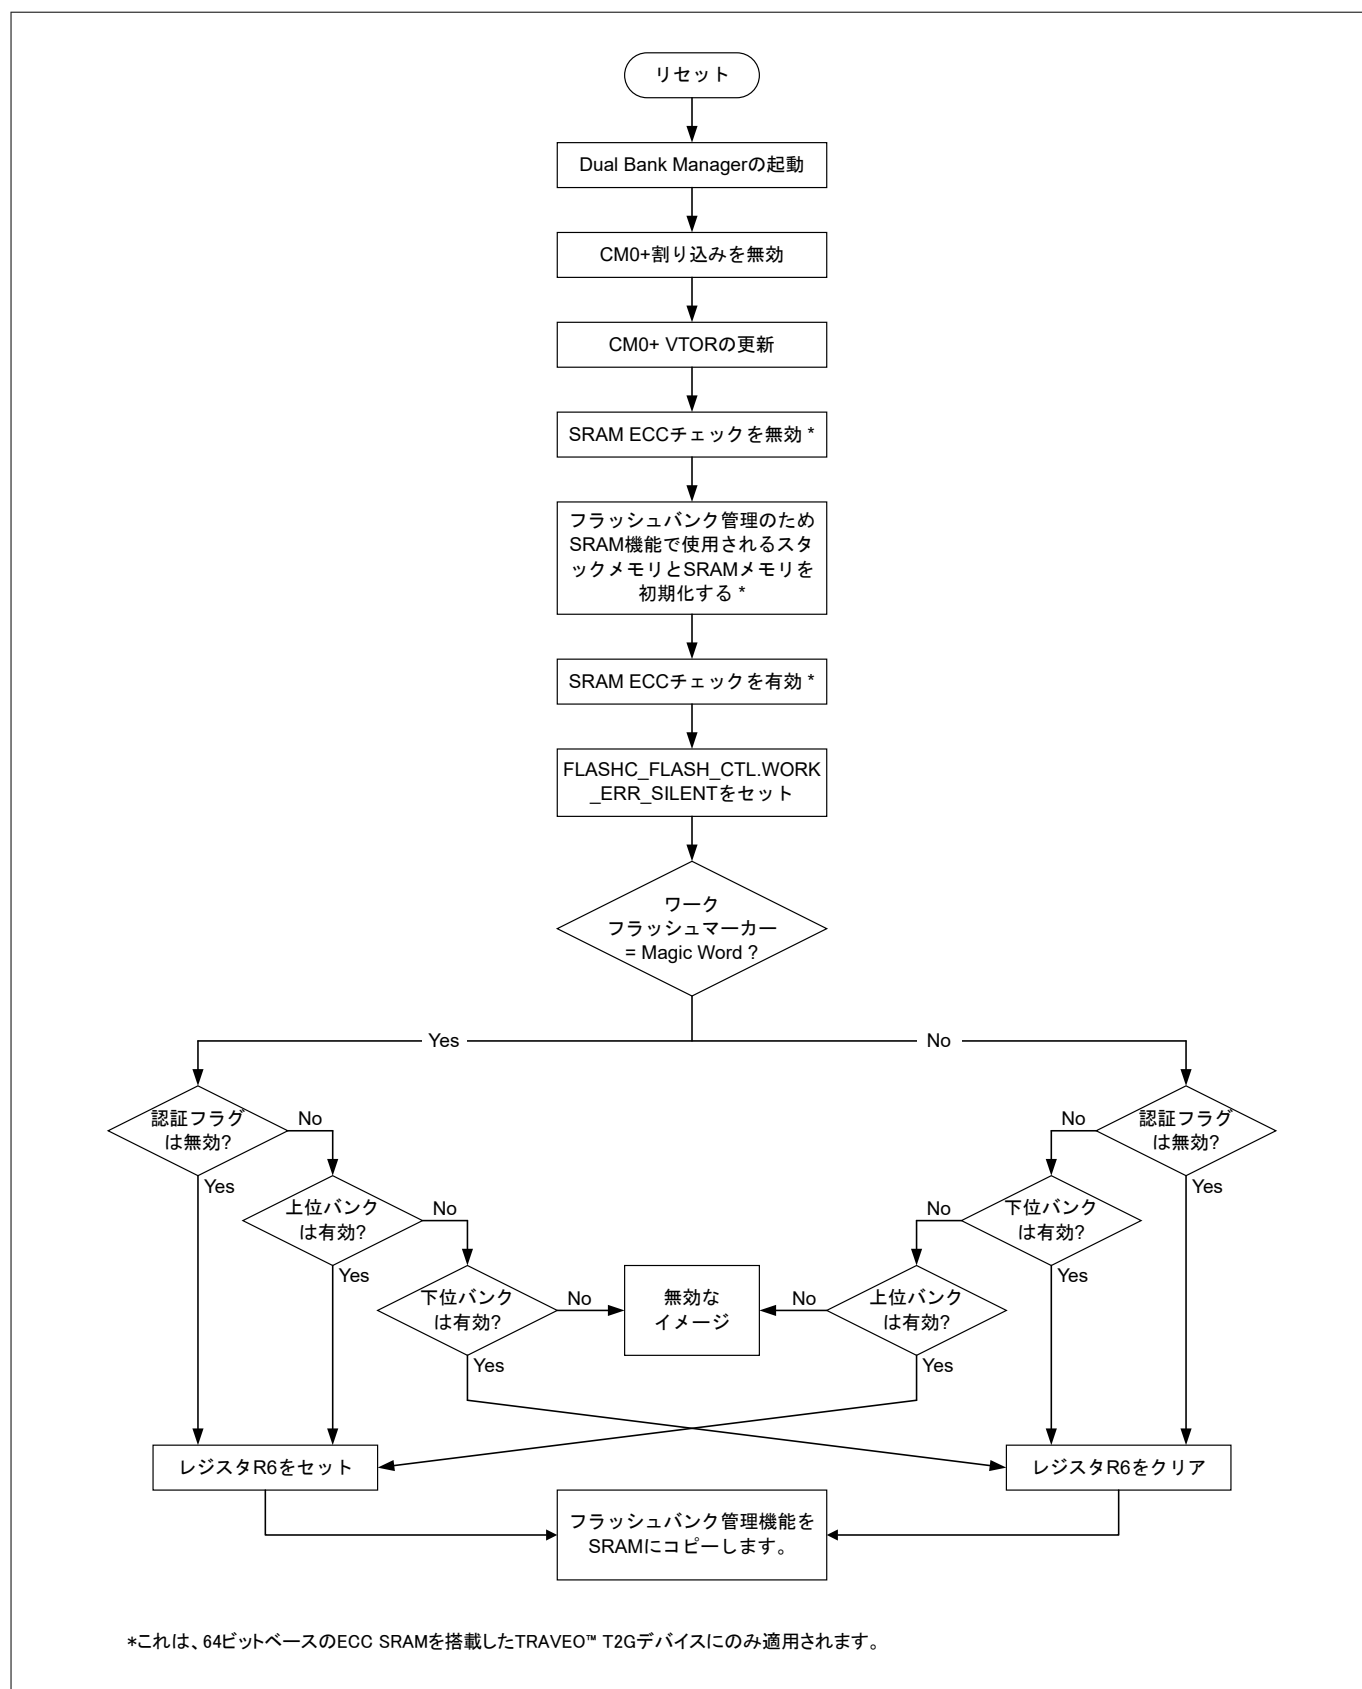 リセット
Dual Bank Managerの起動
CM0+割り込みを無効
CM0+ VTORの更新
SRAM ECCチェックを無効 *
フラッシュバンク管理のため
SRAM機能で使用されるスタ
ックメモリとSRAMメモリを
初期化する *
SRAM ECCチェックを有効 *
FLASHC_FLASH_CTL.WORK
_ERR_SILENTをセット
ワーク
フラッシュマーカー
= Magic Word ?
Yes
No
認証フラグ
は無効?
No
Yes
上位バンク
は有効?
No
Yes
下位バンク
は有効?
No
Yes
無効な
イメージ
認証フラグ
は無効?
No
Yes
下位バンク
は有効?
No
Yes
上位バンク
は有効?
No
Yes
レジスタR6をセット
レジスタR6をクリア
フラッシュバンク管理機能を
SRAMにコピーします。
*これは、64ビットベースのECC SRAMを搭載したTRAVEO™ T2Gデバイスにのみ適用されます。